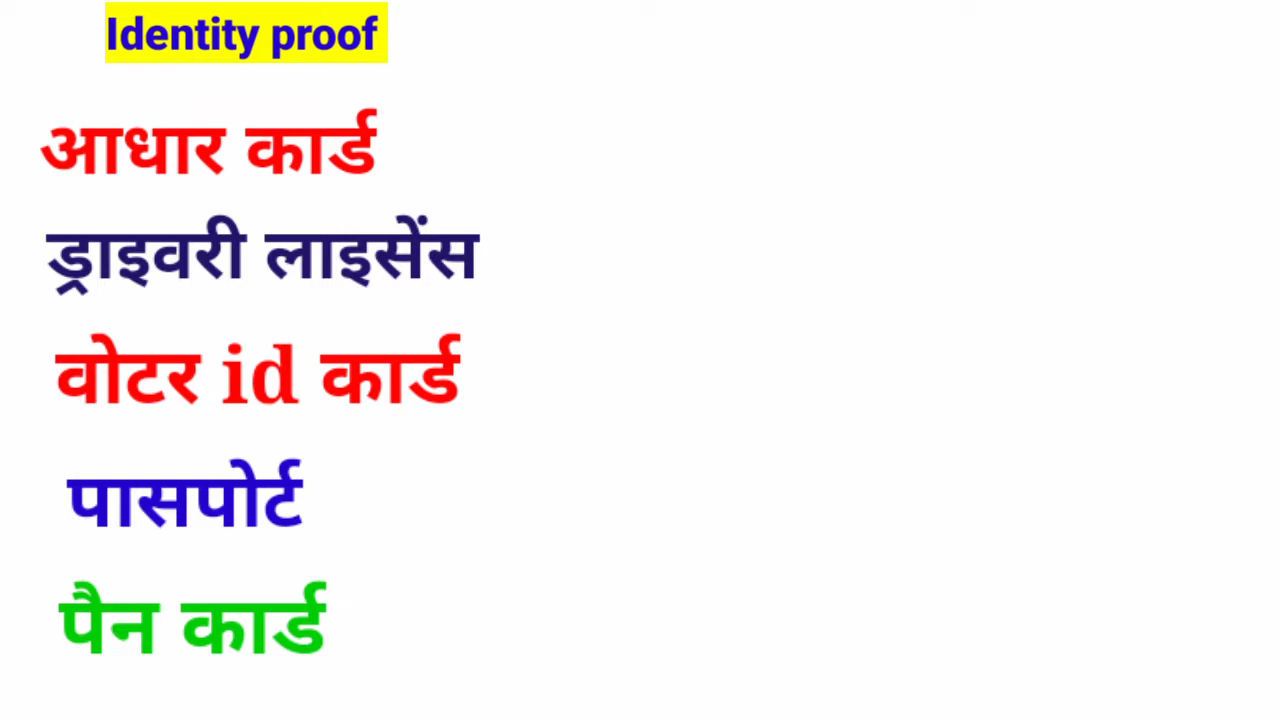 Identity proof
आधार कार्ड
ड्राइवरी लाइसेंस
वोटर id कार्ड
पासपोर्ट
पैन कार्ड